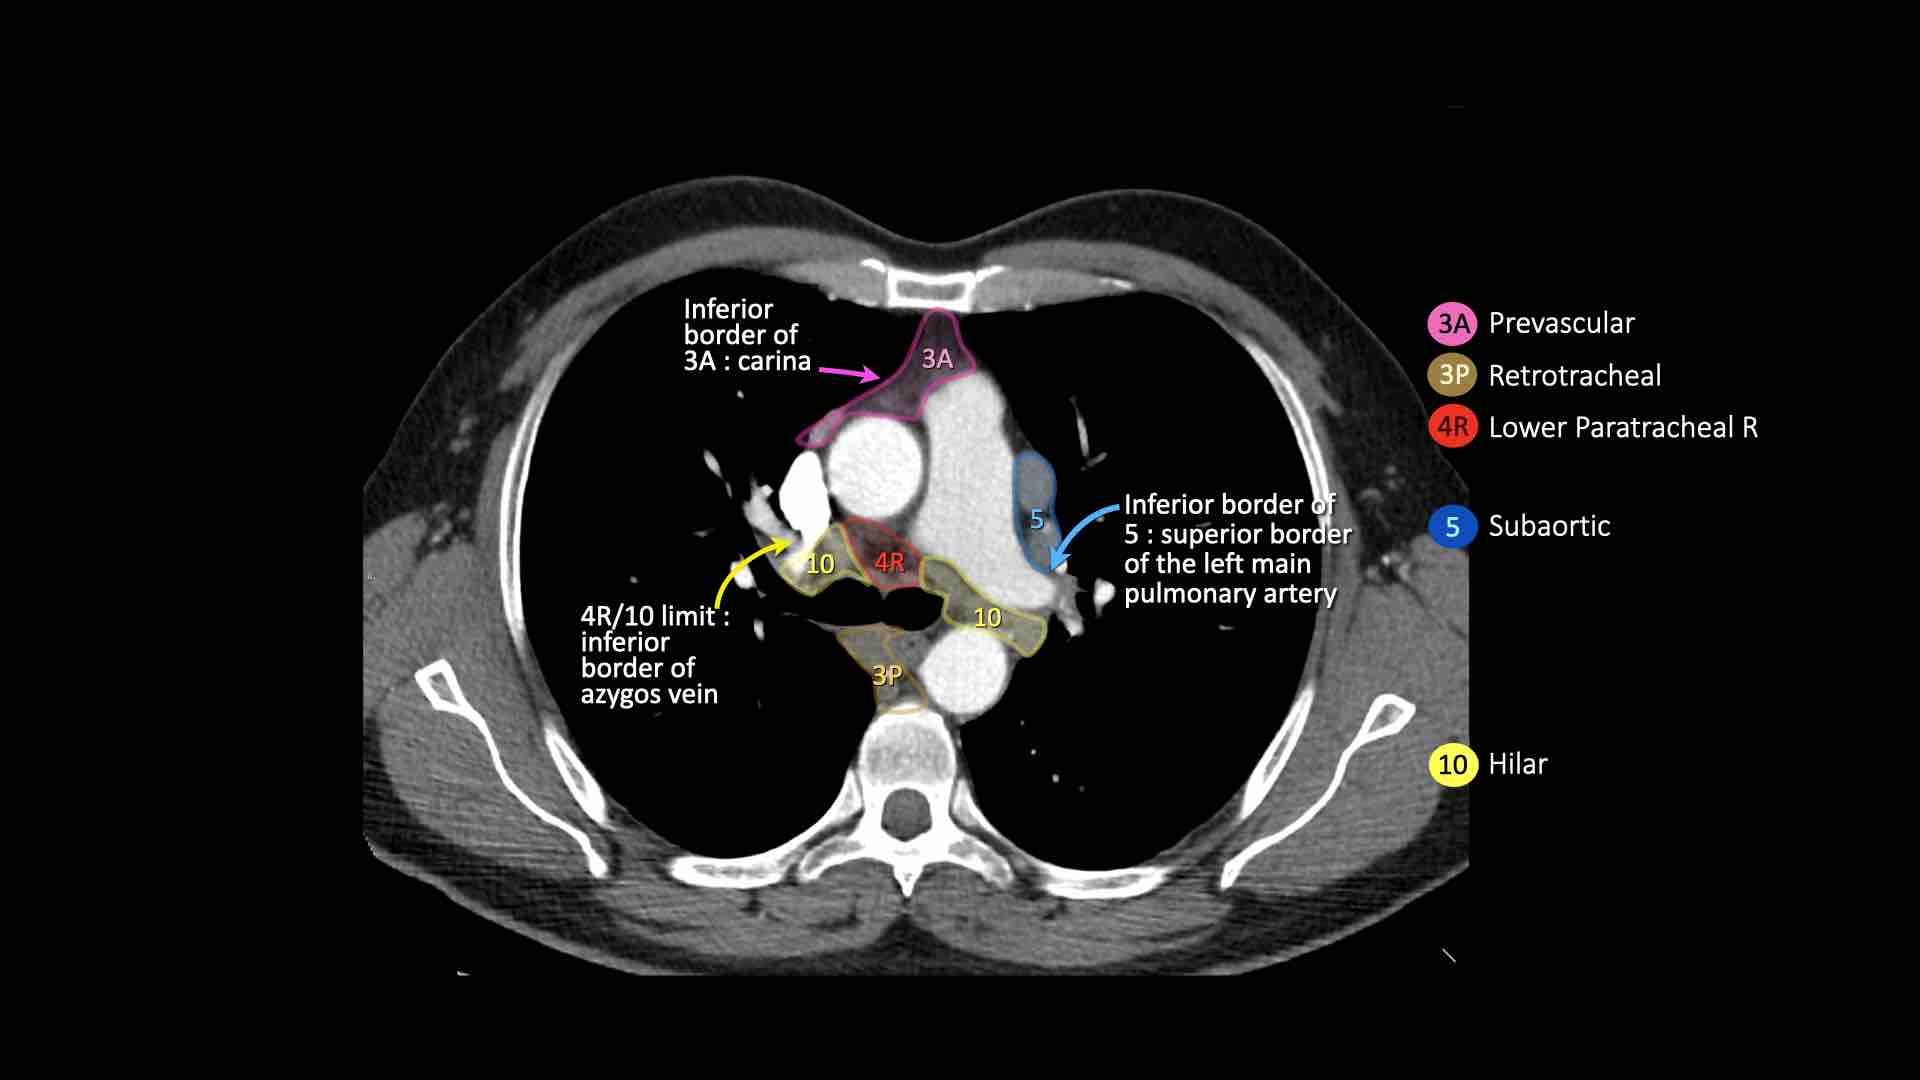 Inferior
border of
3A : carina
3A
5
10
4R
10
3P
Inferior border of
5 : superior border
of the left main
pulmonary artery
4R/10 limit :
inferior
border of
azygos vein
3A Prevascular
3P Retrotracheal
4R Lower Paratracheal R
5 Subaortic
10 Hilar